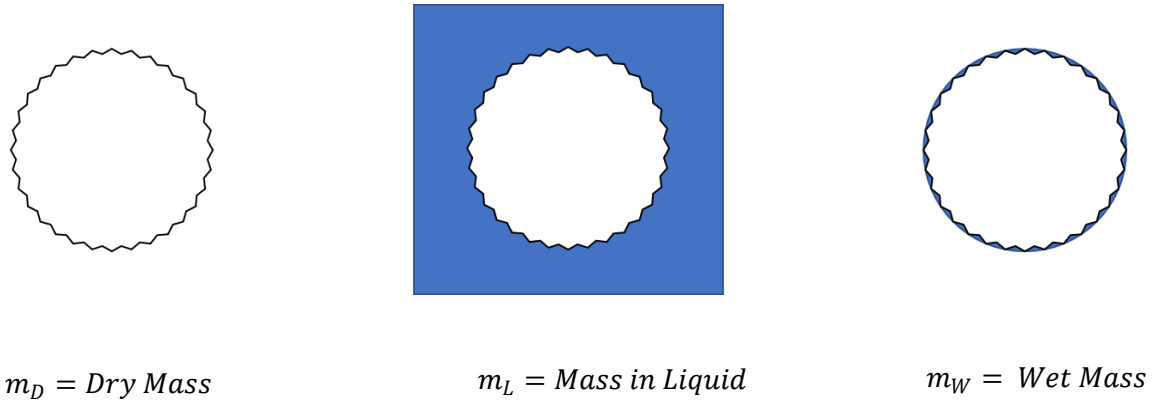 m_D = Dry Mass
m_L = Mass in Liquid
m_W = Wet Mass